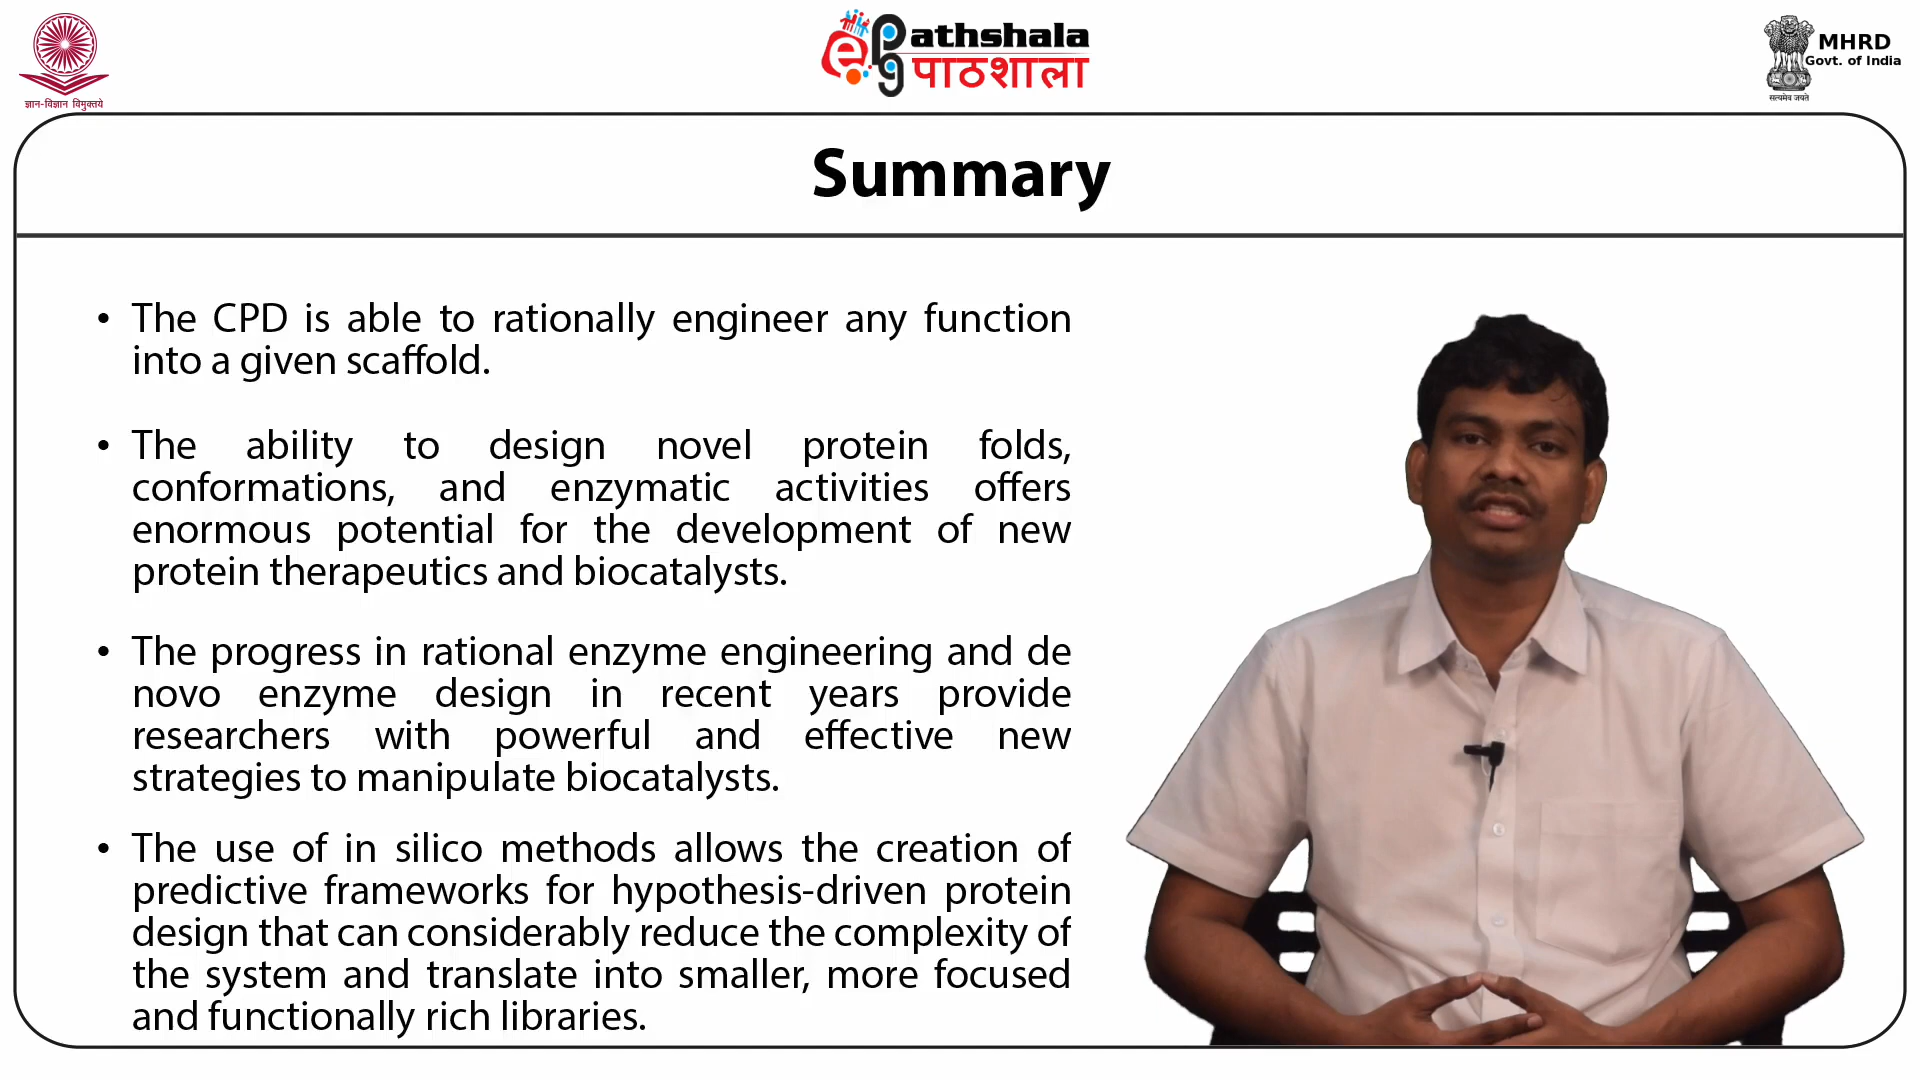 ज्ञान-विज्ञान विमुक्तये
ePathshala
पाठशाला
MHRD
Govt. of India
सत्यमेव जयते
Summary
• The CPD is able to rationally engineer any function
into a given scaffold.
• The ability to design novel protein folds,
conformations, and enzymatic activities offers
enormous potential for the development of new
protein therapeutics and biocatalysts.
• The progress in rational enzyme engineering and de
novo enzyme design in recent years provide
researchers with powerful and effective new
strategies to manipulate biocatalysts.
• The use of in silico methods allows the creation of
predictive frameworks for hypothesis-driven protein
design that can considerably reduce the complexity of
the system and translate into smaller, more focused
and functionally rich libraries.